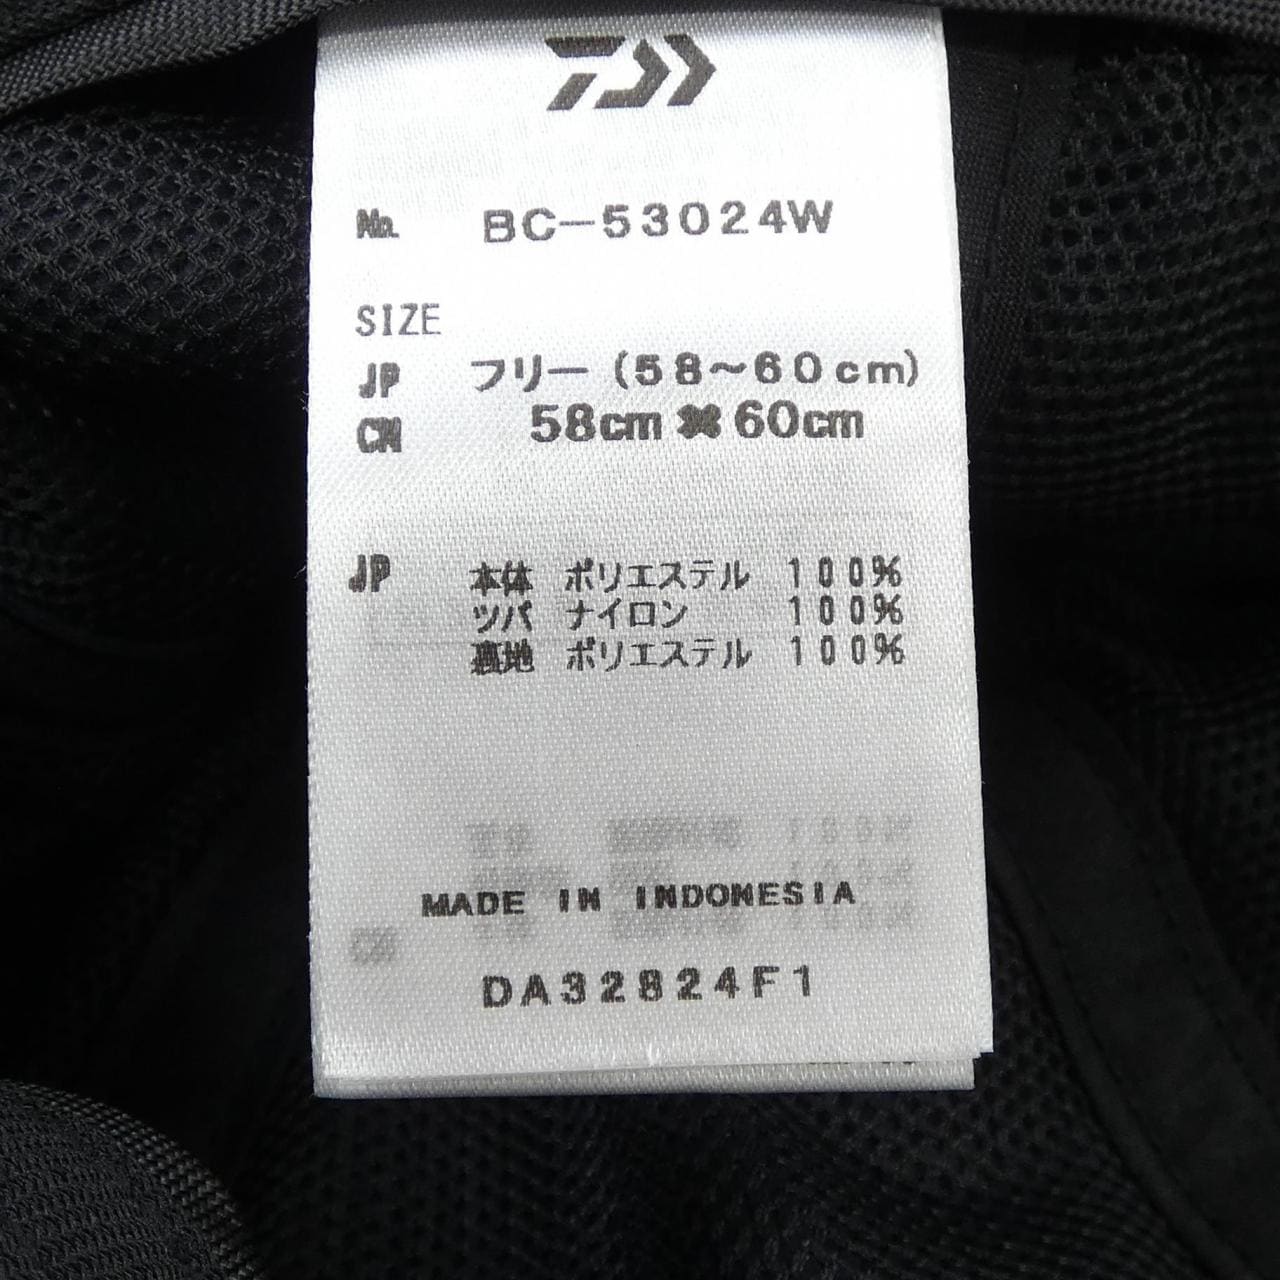 No. BC-53024W
SIZE
JP フリー(58~60cm)
CN 58cm 60cm
JP 本体 ポリエステル 100%
ツバ ナイロン 100%
裏地 ポリエステル 100%
MADE IN INDONESIA
CN
DA32824F1